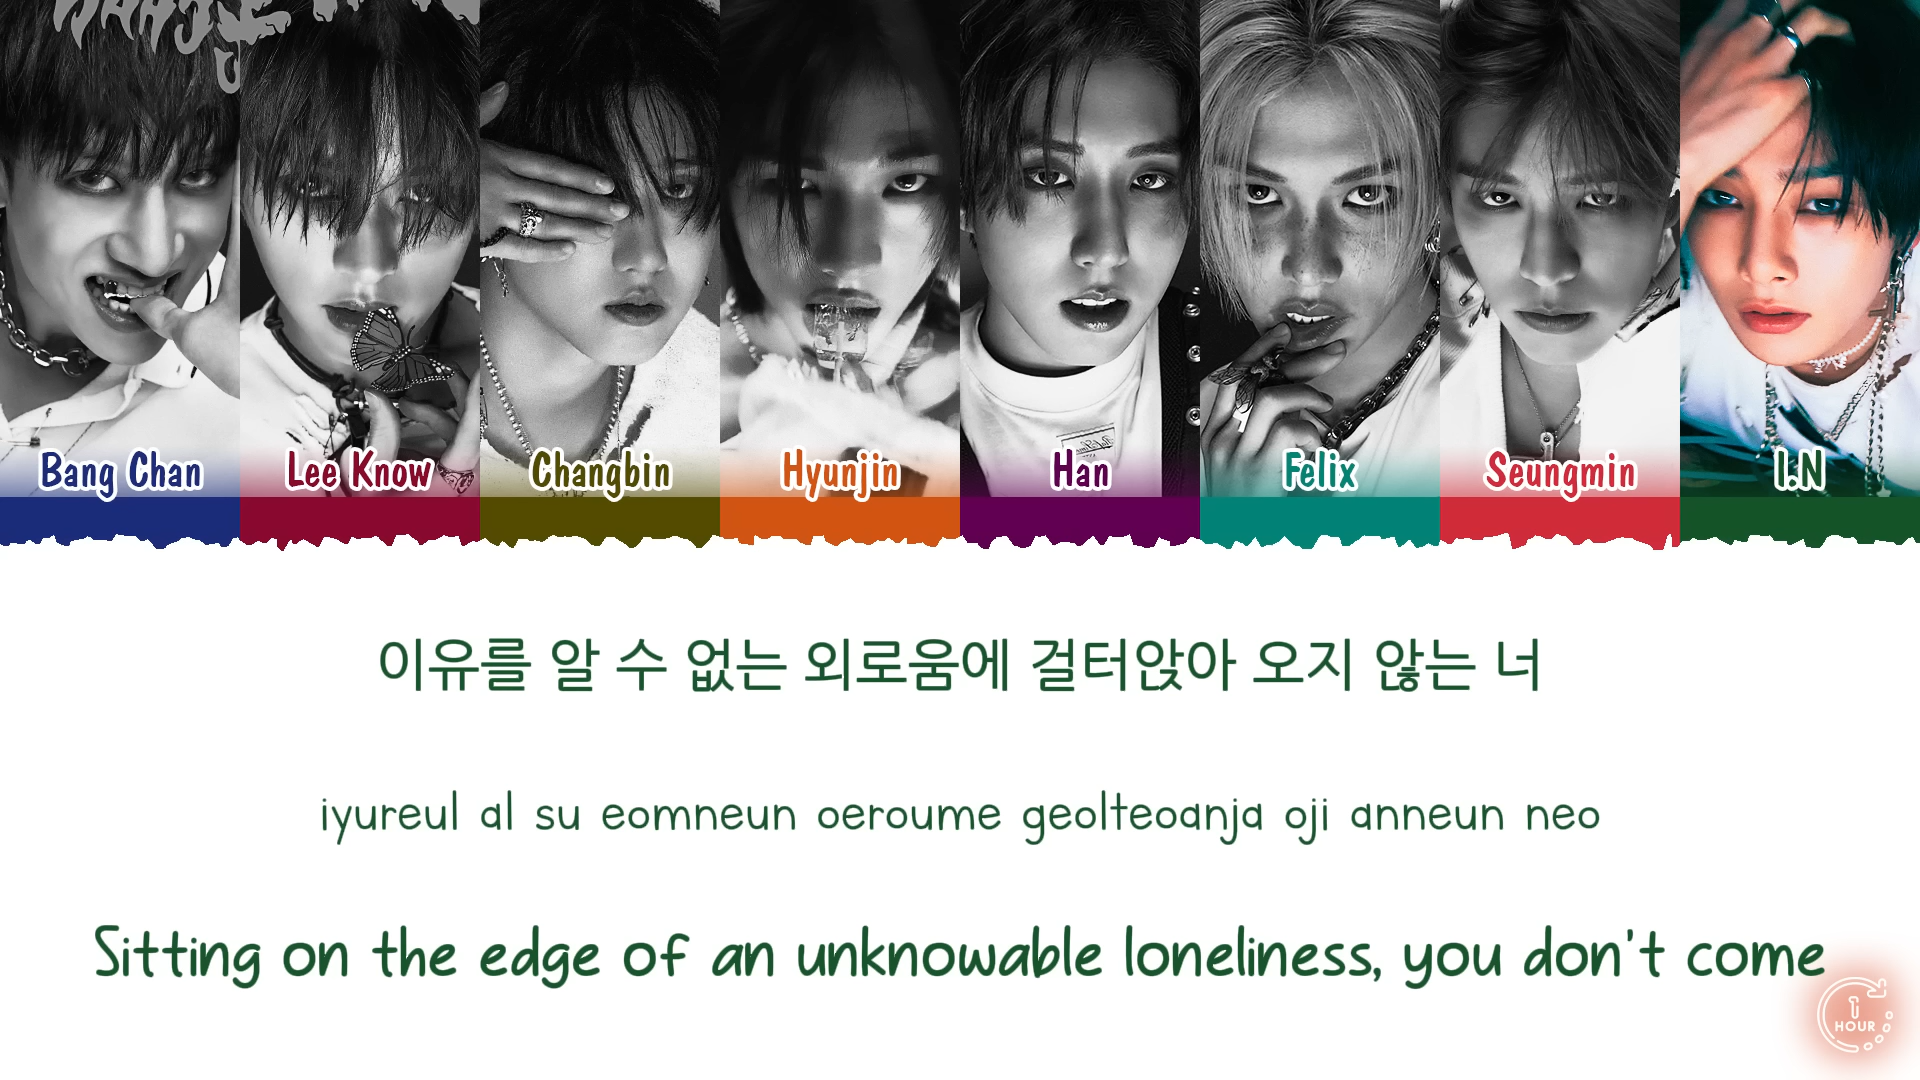 Bang Chan
Lee Know
Changbin
Hyunjin
Han
Felix
Seungmin
I.N
이유를 알 수 없는 외로움에 걸터앉아 오지 않는 너
iyureul al su eomneun oeroume geolteoanja oji anneun neo
Sitting on the edge of an unknowable loneliness, you don't come
1
HOUR